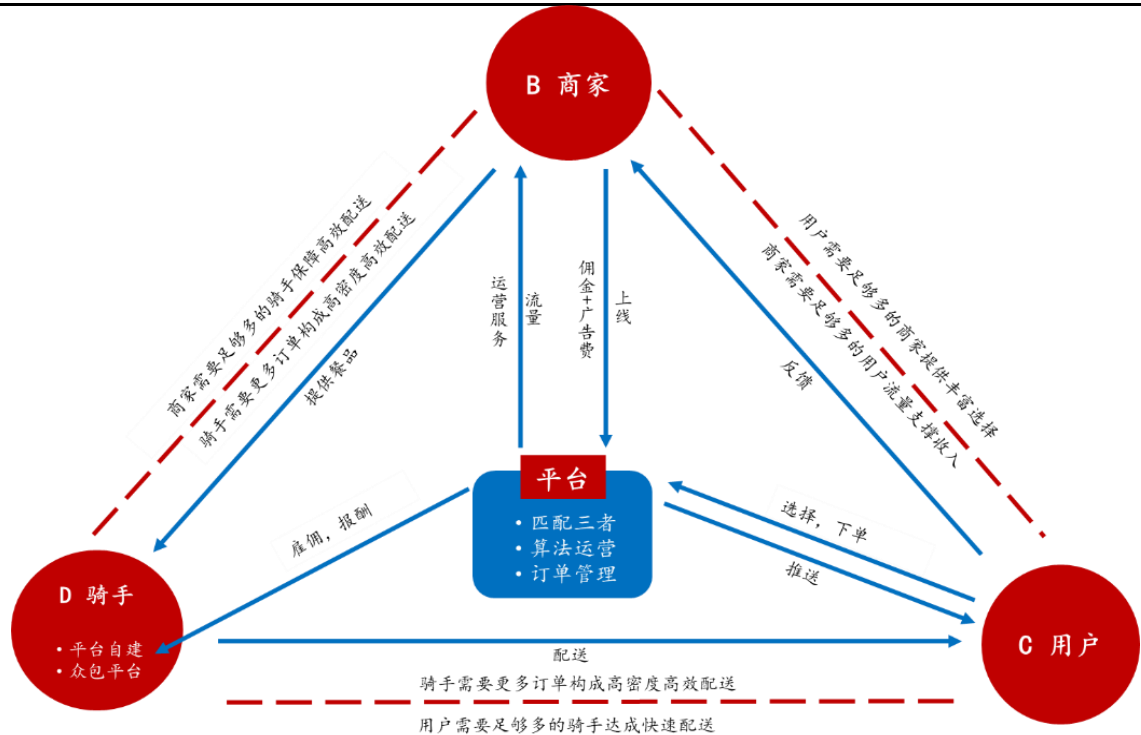 B 商家
商家需要足够多的骑手保障高效配送
骑手需要更多订单构成高密度高效配送
提供餐品
运营服务
流量
佣金+广告费
上线
用户需要足够多的商家提供丰富选择
商家需要足够多的用户流量支撑收入
反馈
平台
• 匹配三者
• 算法运营
• 订单管理
雇佣，报酬
选择，下单
推送
D 骑手
• 平台自建
• 众包平台
C 用户
配送
骑手需要更多订单构成高密度高效配送
用户需要足够多的骑手达成快速配送